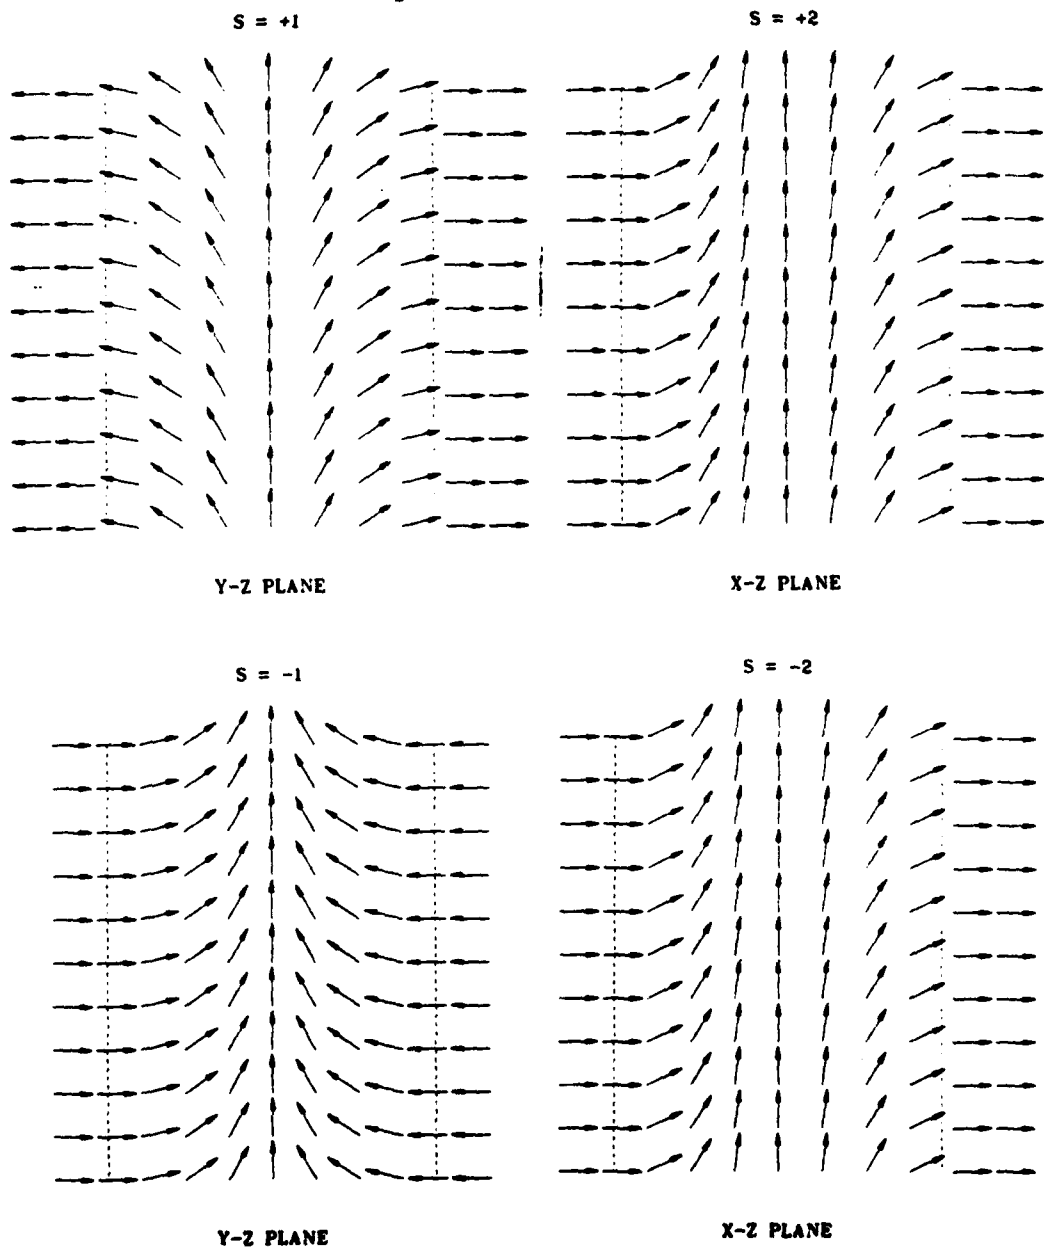 S = +1
S = +2
Y-Z PLANE
X-Z PLANE
S = -1
S = -2
Y-Z PLANE
X-Z PLANE